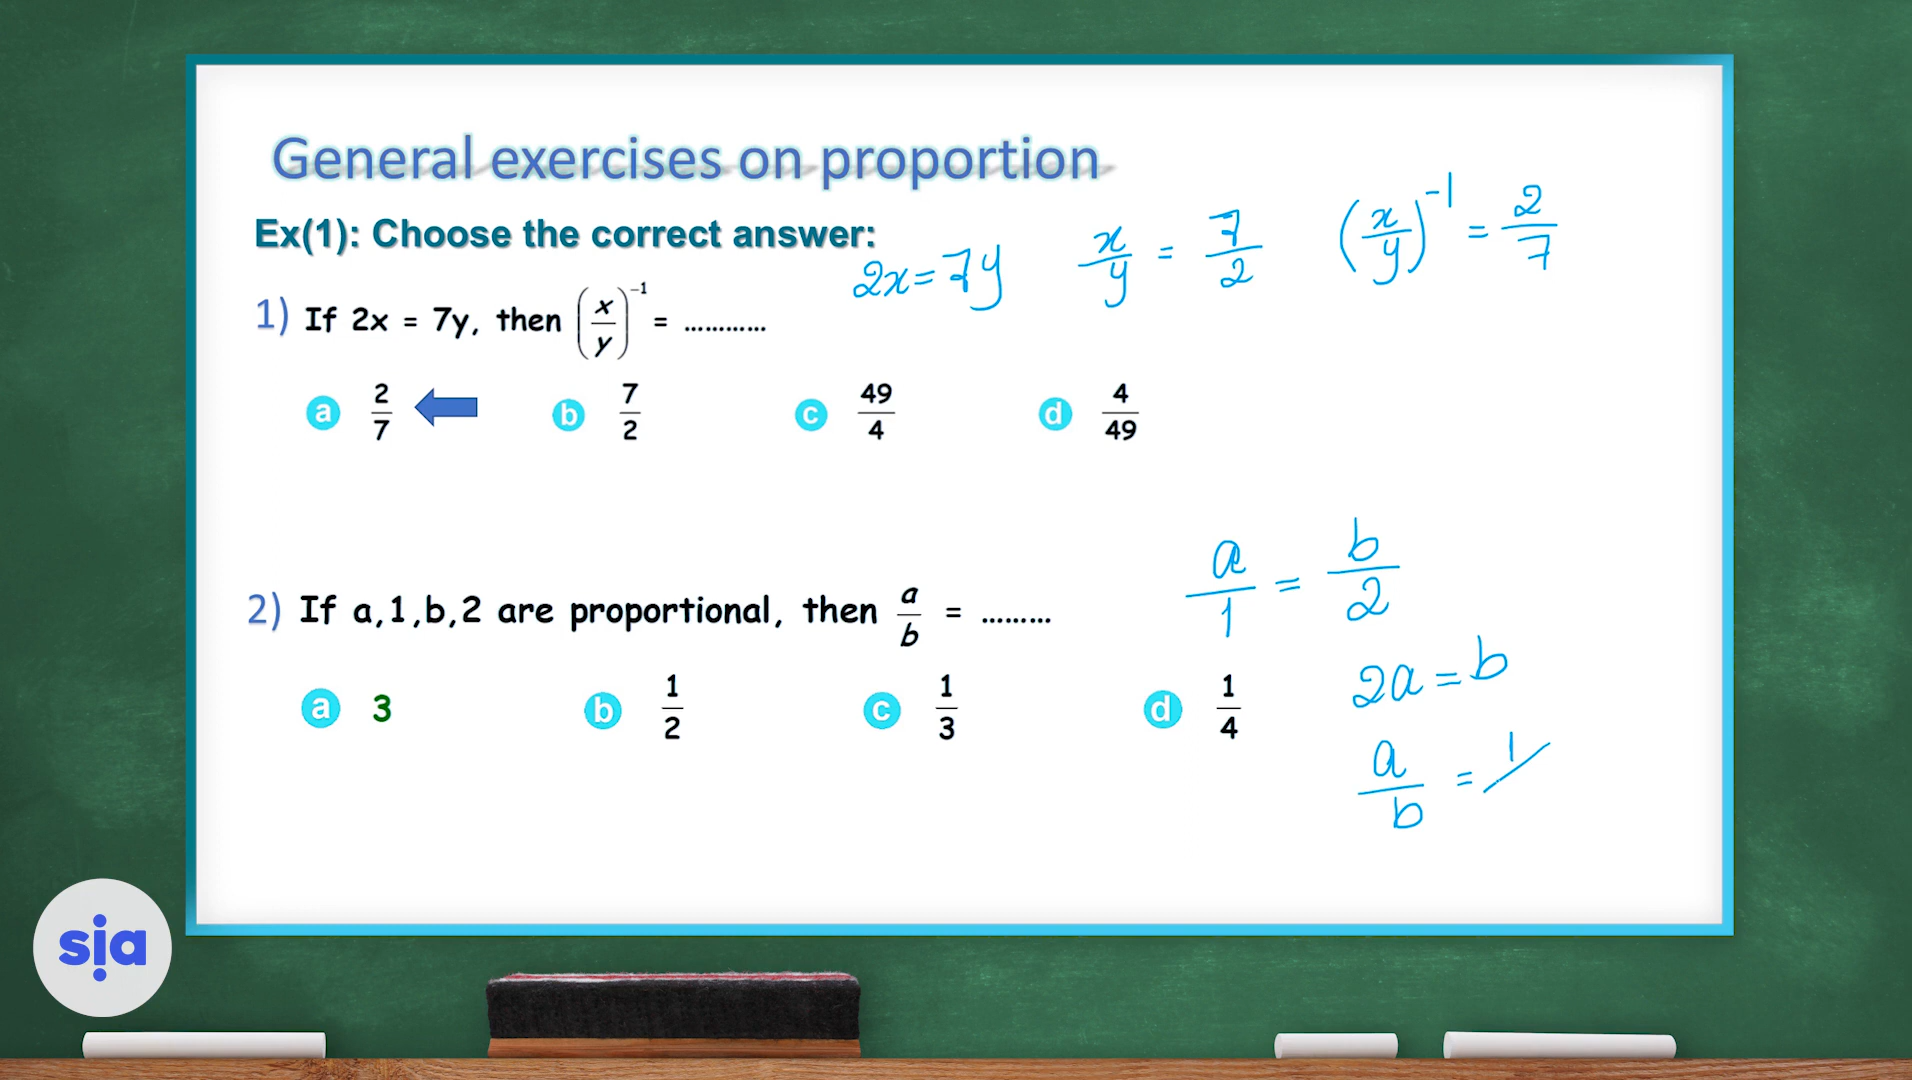 General exercises on proportion
Ex(1): Choose the correct answer:
2x = 7y   x/y = 7/2   (x/y)^-1 = 2/7
1) If 2x = 7y, then (x/y)^-1 = ............
a 2/7   b 7/2   c 49/4   d 4/49
a/1 = b/2
2) If a,1,b,2 are proportional, then a/b = .........
2a = b
a 3   b 1/2   c 1/3   d 1/4
a/b = 1/
sia